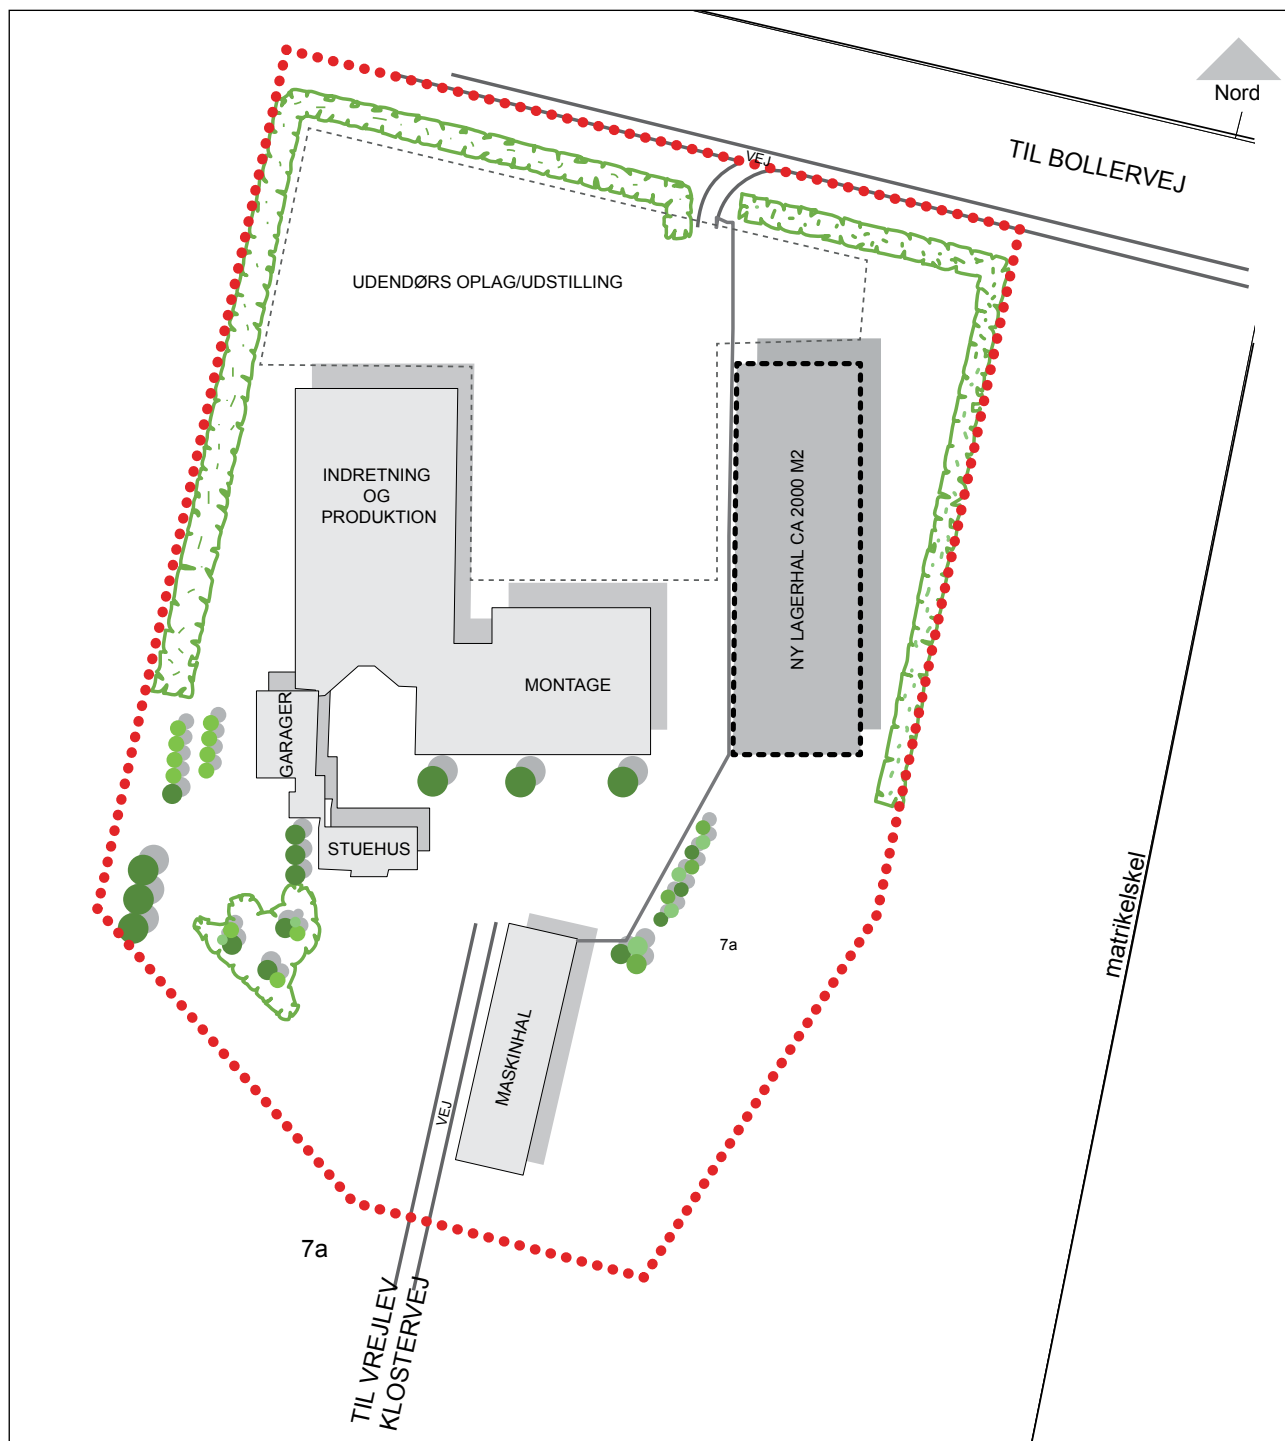 Nord
TIL BOLLERVEJ
VEJ
UDENDØRS OPLAG/UDSTILLING
INDRETNING
OG
PRODUKTION
NY LAGERHAL CA 2000 M2
MONTAGE
GARAGER
STUEHUS
7a
matrikelskel
MASKINHAL
VEJ
7a
TIL VREJLEV
KLOSTERVEJ